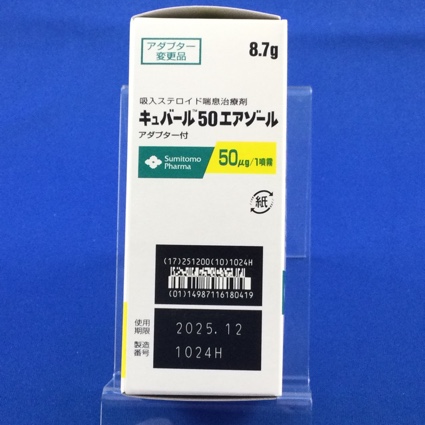 アダプター
変更品
8.7g
吸入ステロイド喘息治療剤
キュバール™50エアゾール
アダプター付
Sumitomo
Pharma
50μg/1噴霧
紙
(17)251200(10)1024H
(01)14987116180419
使用
期限
2025.12
製造
番号
1024H